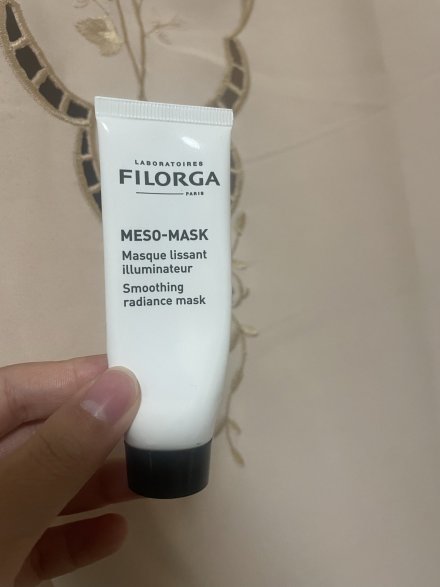 LABORATOIRES
FILORGA
PARIS
MESO-MASK
Masque lissant
illuminateur
Smoothing
radiance mask